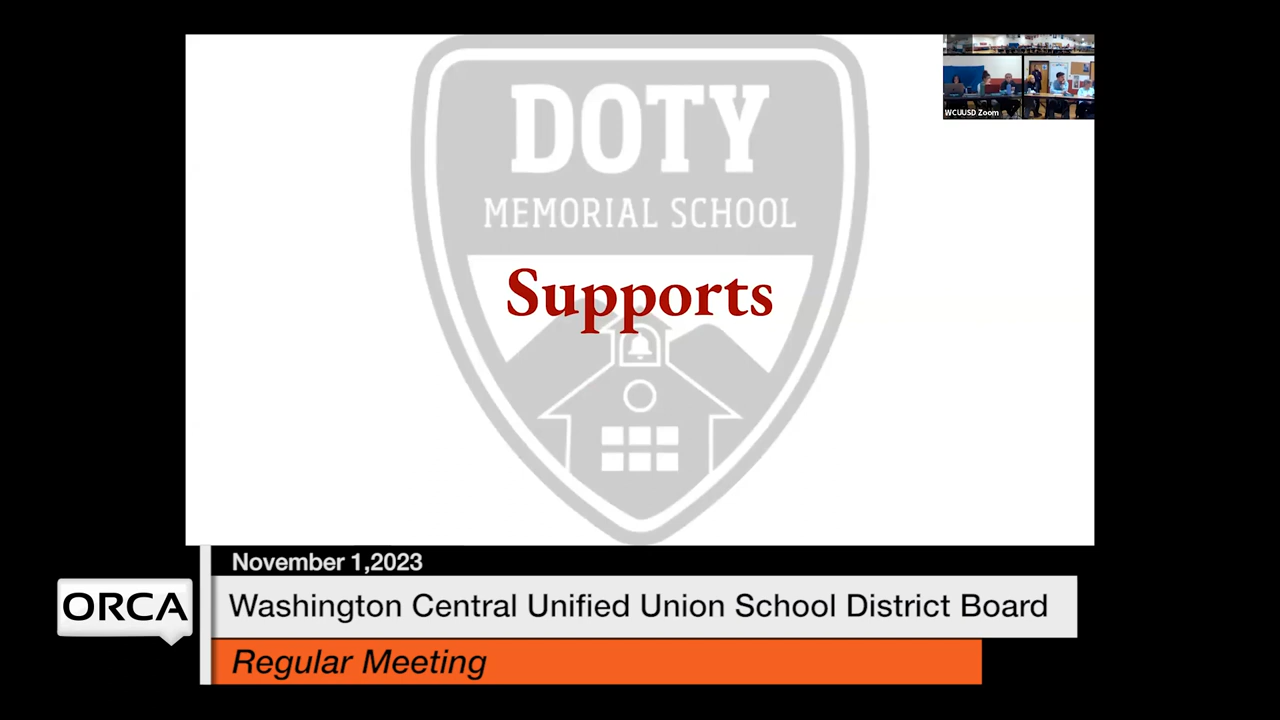 DOTY
MEMORIAL SCHOOL
Supports
WCUUSD Zoom
November 1,2023
ORCA
Washington Central Unified Union School District Board
Regular Meeting